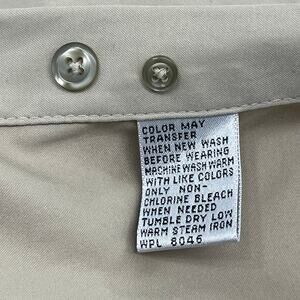 COLOR MAY
TRANSFER
WHEN NEW WASH
BEFORE WEARING
MACHINE WASH WARM
WITH LIKE COLORS
ONLY NON-
CHLORINE BLEACH
WHEN NEEDED
TUMBLE DRY LOW
WARM STEAM IRON
WPL 8046